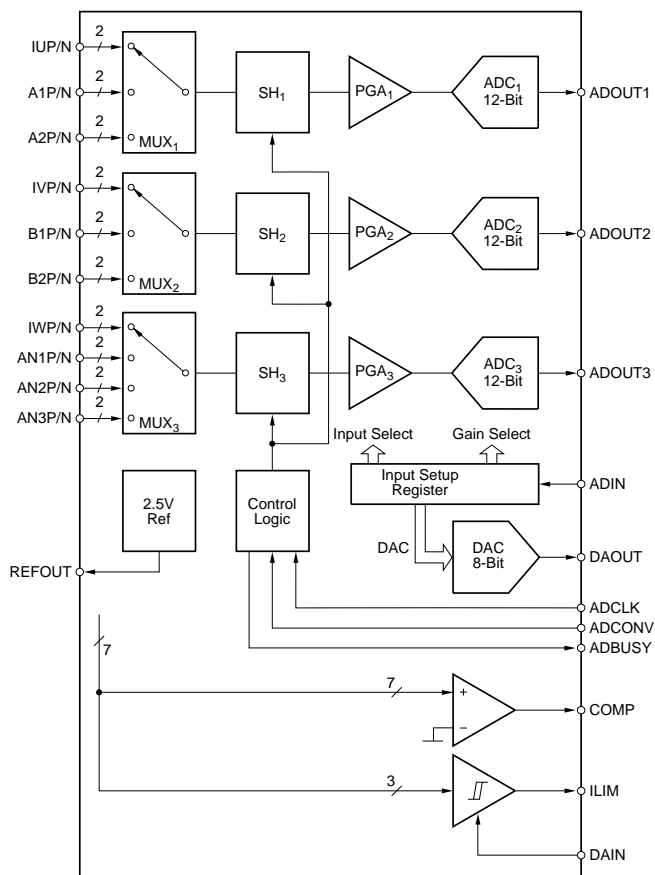 IUP/N 2
A1P/N 2
A2P/N 2
MUX1
SH1
PGA1
ADC1
12-Bit
ADOUT1
IVP/N 2
B1P/N 2
B2P/N 2
MUX2
SH2
PGA2
ADC2
12-Bit
ADOUT2
IWP/N 2
AN1P/N 2
AN2P/N 2
AN3P/N 2
MUX3
SH3
PGA3
ADC3
12-Bit
ADOUT3
Input Select
Gain Select
Input Setup
Register
ADIN
2.5V
Ref
Control
Logic
DAC
DAC
8-Bit
DAOUT
REFOUT
ADCLK
ADCONV
ADBUSY
7
7
+
–
COMP
3
ILIM
DAIN